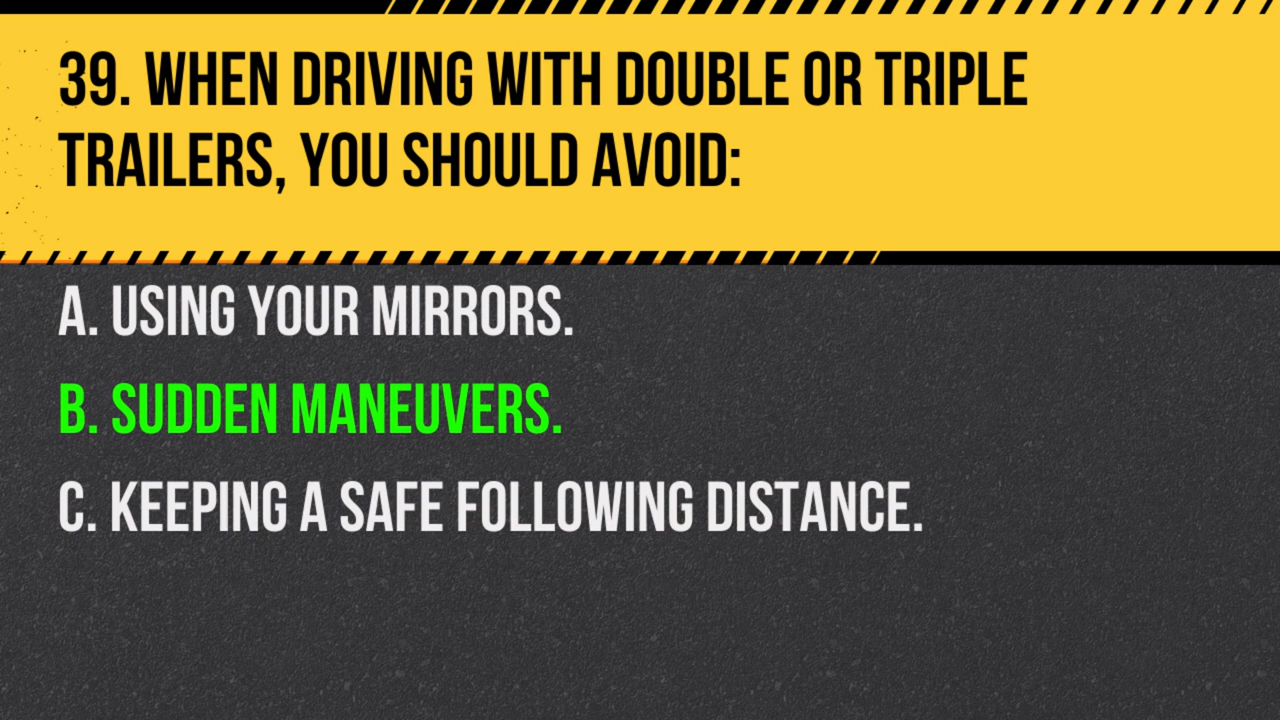 39. WHEN DRIVING WITH DOUBLE OR TRIPLE
TRAILERS, YOU SHOULD AVOID:
A. USING YOUR MIRRORS.
B. SUDDEN MANEUVERS.
C. KEEPING A SAFE FOLLOWING DISTANCE.